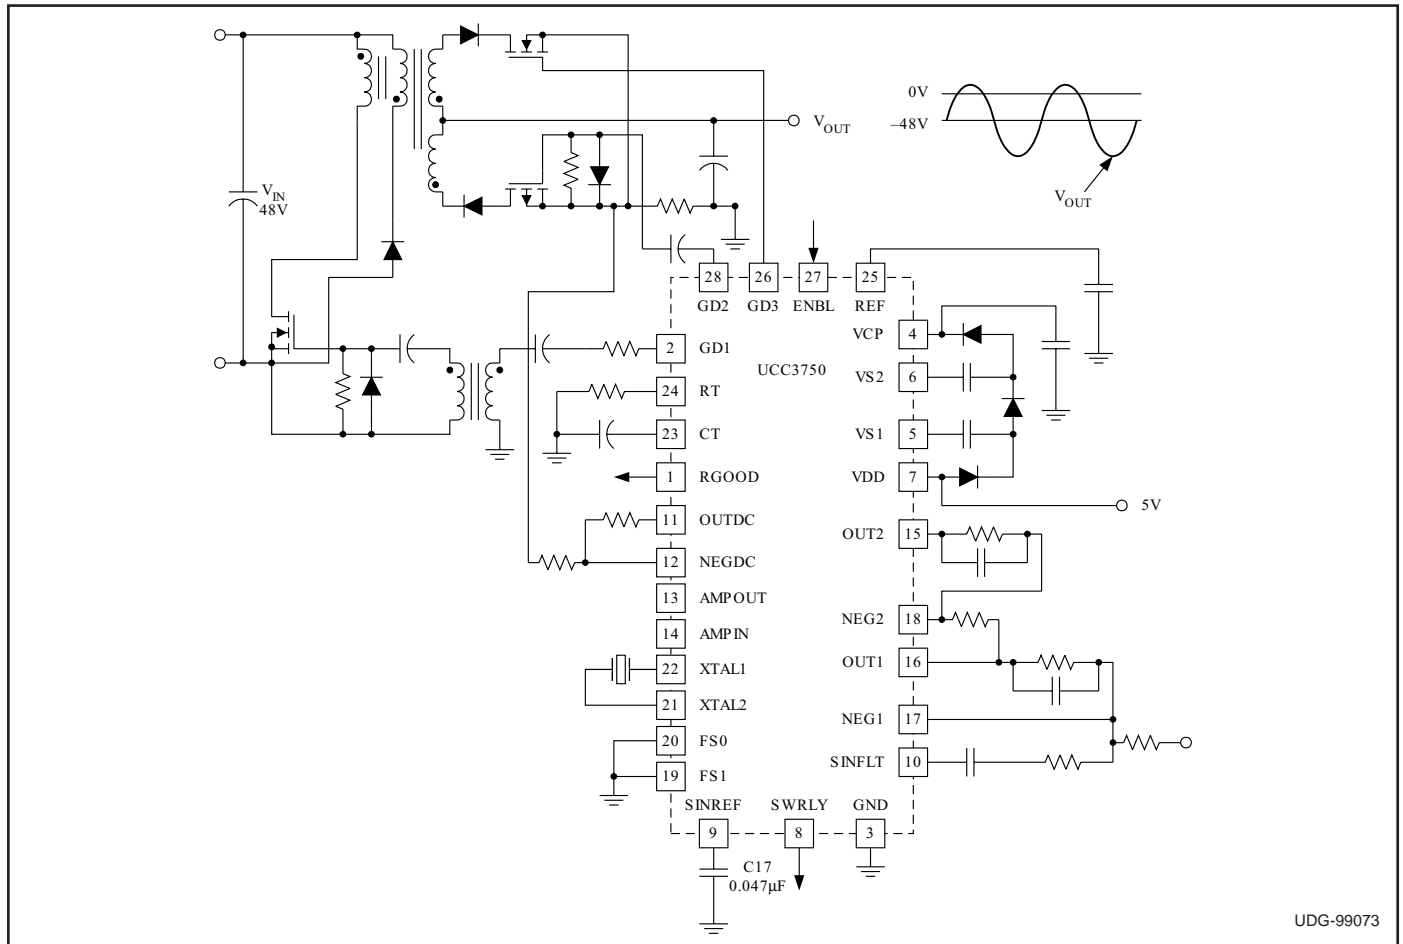 0V
–48V
VOUT
VOUT
VIN
48V
28
26
27
25
GD2
GD3
ENBL
REF
UCC3750
2
GD1
24
RT
23
CT
1
RGOOD
11
OUTDC
12
NEGDC
13
AMPOUT
14
AMPIN
22
XTAL1
21
XTAL2
20
FS0
19
FS1
VCP
4
VS2
6
VS1
5
VDD
7
5V
OUT2
15
NEG2
18
OUT1
16
NEG1
17
SINFLT
10
SINREF
SWRLY
GND
9
8
3
C17
0.047µF
UDG-99073